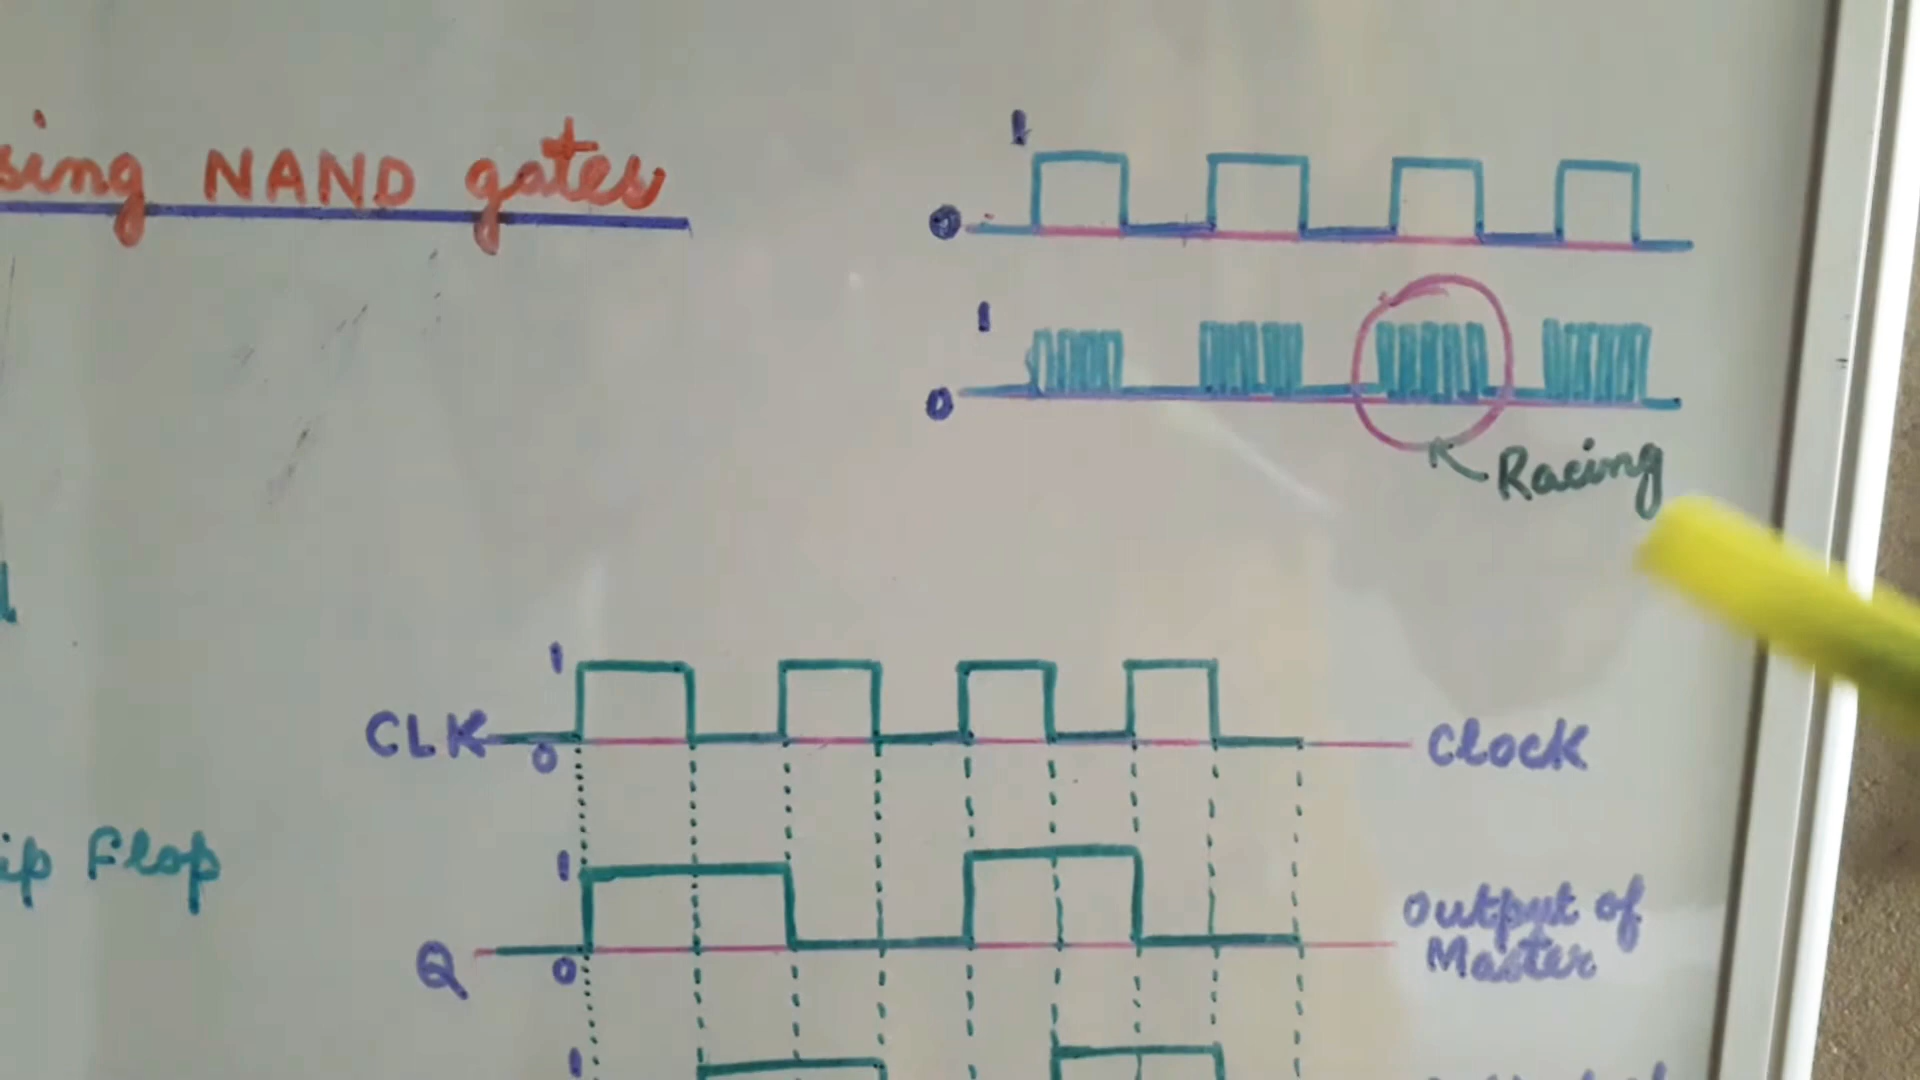 sing NAND gates
1
0
1
0
Racing
1
CLK
0
Clock
ip Flop
1
Output of
Master
Q
0
1